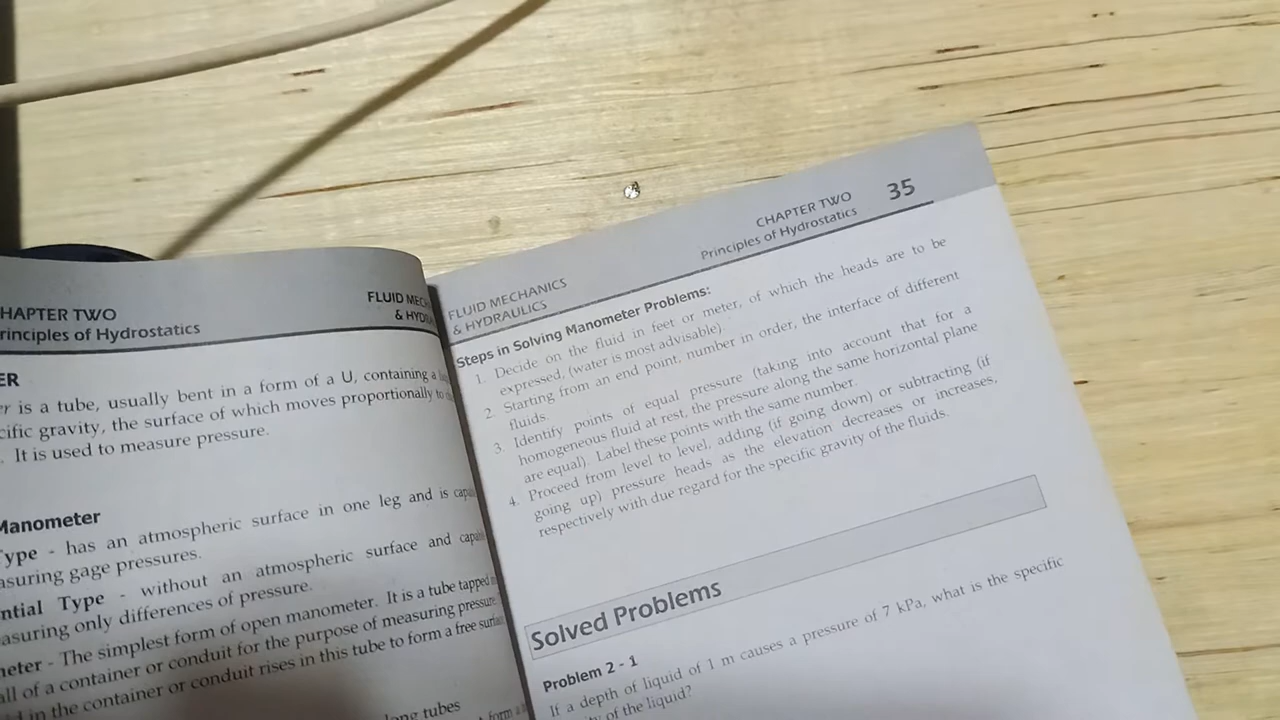 HAPTER TWO
rinciples of Hydrostatics
FLUID MEC
& HYD
ER
r is a tube, usually bent in a form of a U, containing a
cific gravity, the surface of which moves proportionally to
. It is used to measure pressure.
Manometer
Type - has an atmospheric surface in one leg and is
asuring gage pressures.
ntial Type - without an atmospheric surface and
asuring only differences of pressure.
meter - The simplest form of open manometer. It is a tube tapped
all of a container or conduit for the purpose of measuring pressure.
d in the container or conduit rises in this tube to form a free
long tubes
FLUID MECHANICS
& HYDRAULICS
CHAPTER TWO
Principles of Hydrostatics
35
Steps in Solving Manometer Problems:
1. Decide on the fluid in feet or meter, of which the heads are to be
expressed, (water is most advisable).
2. Starting from an end point, number in order, the interface of different
fluids.
3. Identify points of equal pressure (taking into account that for a
homogeneous fluid at rest, the pressure along the same horizontal plane
are equal). Label these points with the same number.
4. Proceed from level to level, adding (if going down) or subtracting (if
going up) pressure heads as the elevation decreases or increases,
respectively with due regard for the specific gravity of the fluids.
Solved Problems
Problem 2 - 1
If a depth of liquid of 1 m causes a pressure of 7 kPa, what is the specific
ty of the liquid?